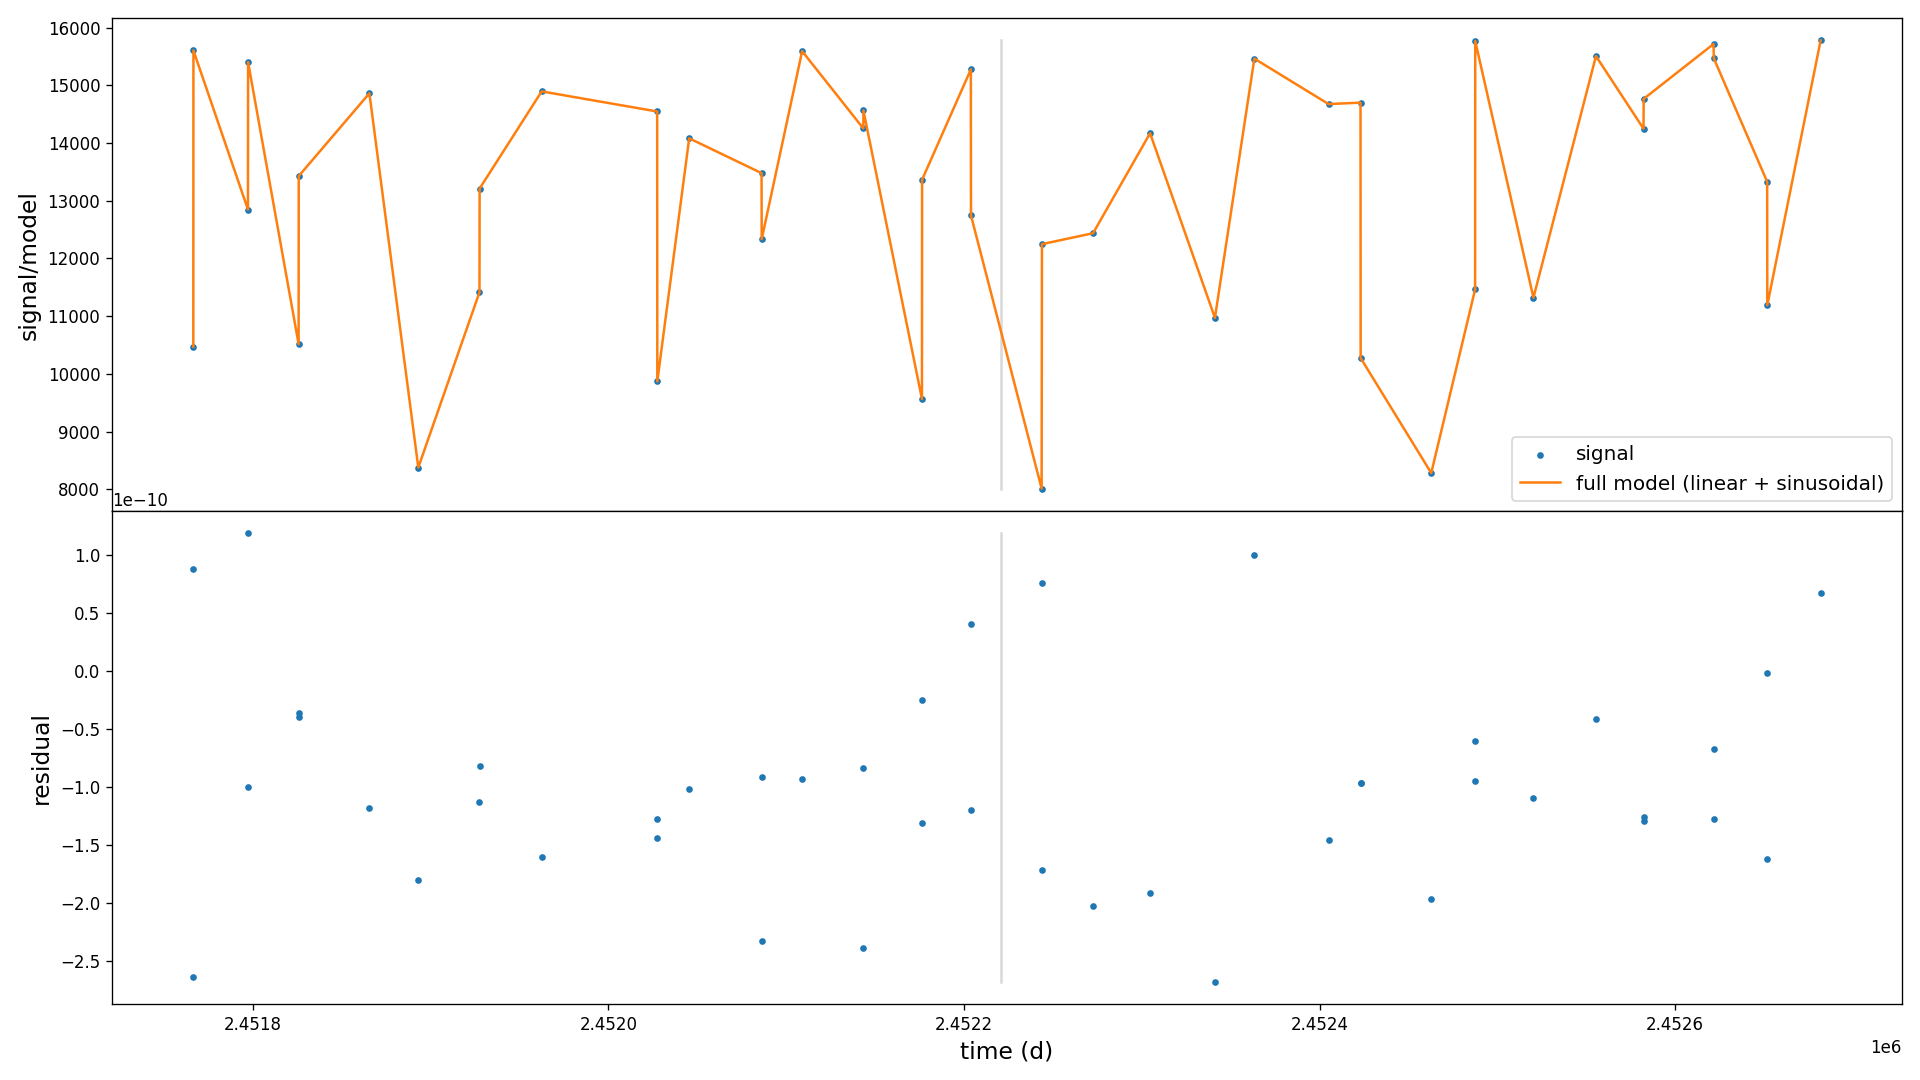 16000
15000
14000
13000
12000
11000
10000
9000
8000
signal/model
signal
full model (linear + sinusoidal)
1e−10
1.0
0.5
0.0
−0.5
−1.0
−1.5
−2.0
−2.5
residual
2.4518 2.4520 2.4522 2.4524 2.4526
1e6
time (d)